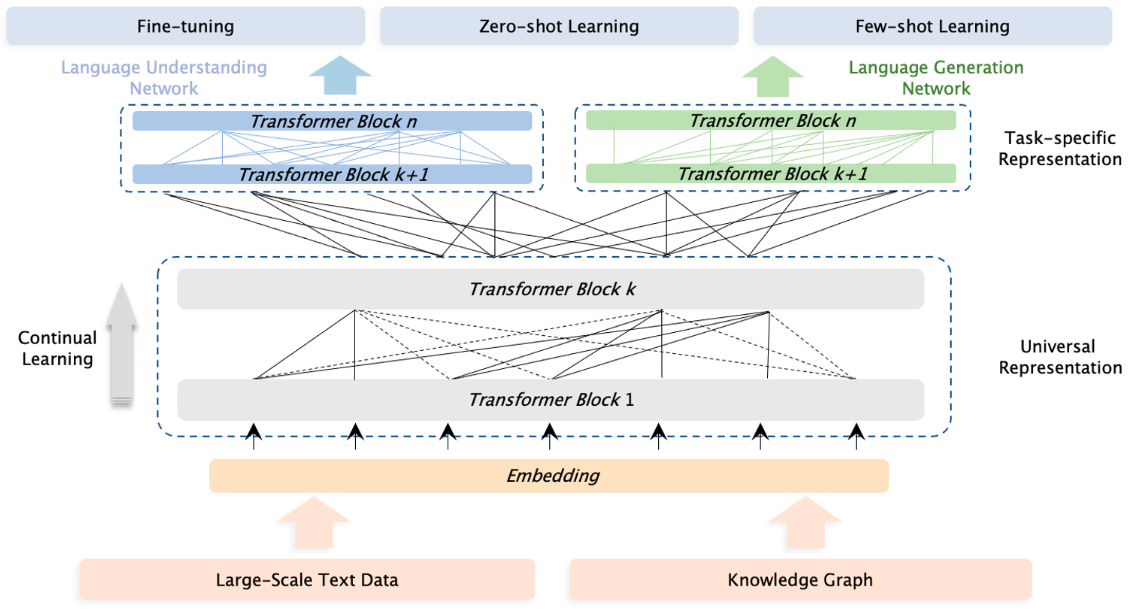 Fine-tuning
Zero-shot Learning
Few-shot Learning
Language Understanding
Network
Language Generation
Network
Transformer Block n
Transformer Block n
Transformer Block k+1
Transformer Block k+1
Task-specific
Representation
Transformer Block k
Continual
Learning
Universal
Representation
Transformer Block 1
Embedding
Large-Scale Text Data
Knowledge Graph